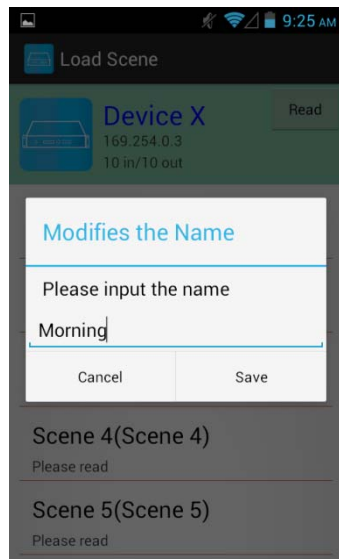 9:25 AM
Load Scene
Device X
Read
169.254.0.3
10 in/10 out
Modifies the Name
Please input the name
Morning
Cancel Save
Scene 4(Scene 4)
Please read
Scene 5(Scene 5)
Please read